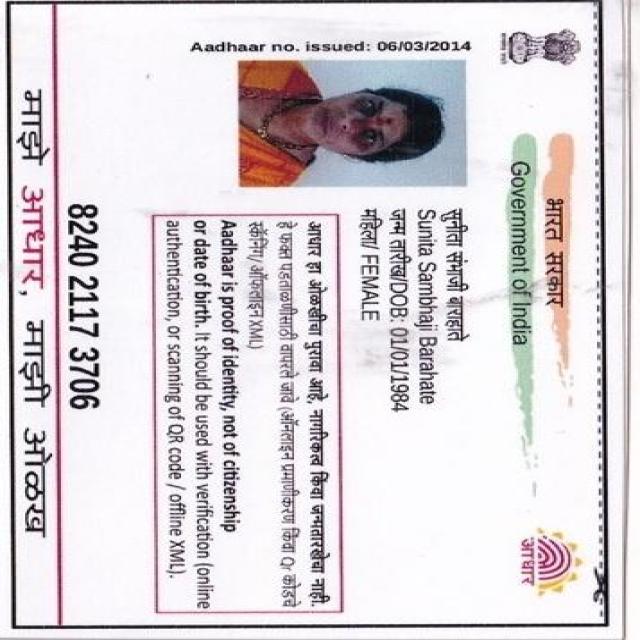 भारत सरकार
Government of India
Aadhaar no. issued: 06/03/2014
सुनीता संभाजी बाराहाते
Sunita Sambhaji Barahate
जन्म तारीख/DOB: 01/01/1984
महिला/ FEMALE
आधार हा ओळखीचा पुरावा आहे, नागरिकत्व किंवा जन्मतारखेचा नाही.
हे फक्त पडताळणीसाठी वापरले जावे (ऑनलाइन प्रमाणीकरण किंवा Qr कोडचे
स्कॅनिंग/ऑफलाइन XML)
Aadhaar is proof of identity, not of citizenship
or date of birth. It should be used with verification (online
authentication, or scanning of QR code / offline XML).
8240 2117 3706
माझे आधार, माझी ओळख
आधार